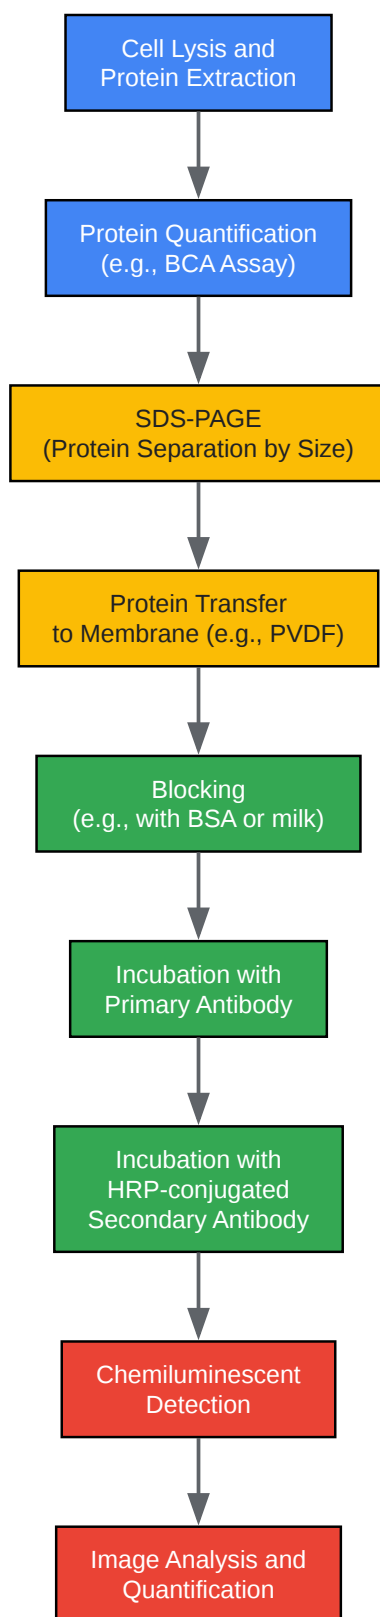 Cell Lysis and
Protein Extraction
Protein Quantification
(e.g., BCA Assay)
SDS-PAGE
(Protein Separation by Size)
Protein Transfer
to Membrane (e.g., PVDF)
Blocking
(e.g., with BSA or milk)
Incubation with
Primary Antibody
Incubation with
HRP-conjugated
Secondary Antibody
Chemiluminescent
Detection
Image Analysis and
Quantification